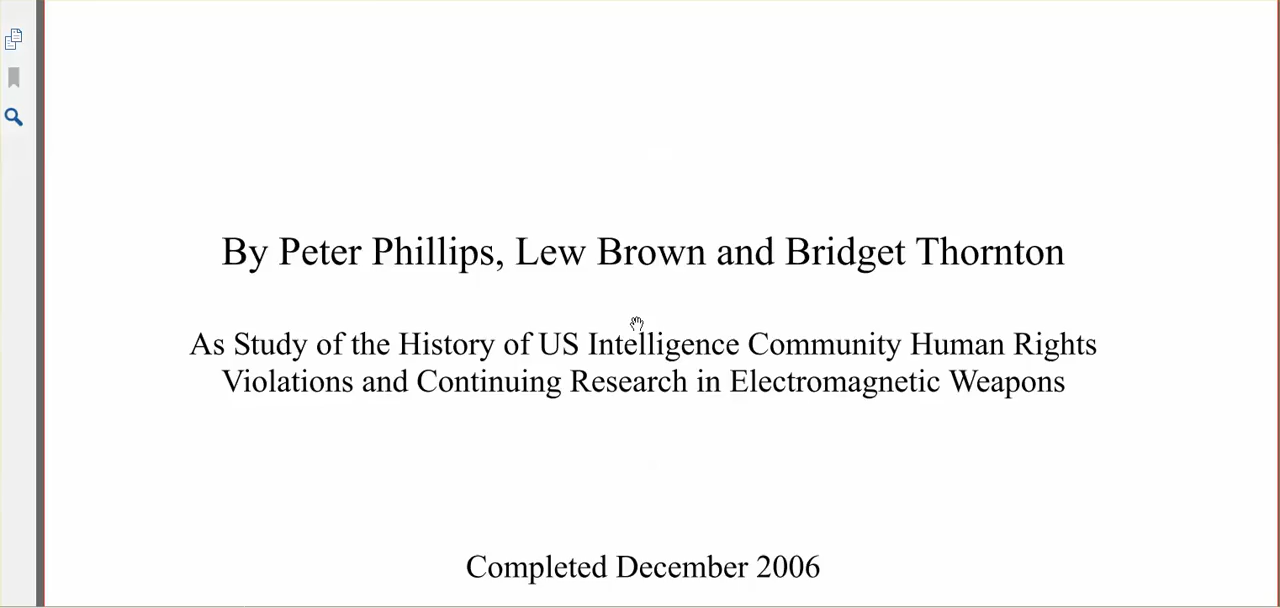 By Peter Phillips, Lew Brown and Bridget Thornton
As Study of the History of US Intelligence Community Human Rights
Violations and Continuing Research in Electromagnetic Weapons
Completed December 2006